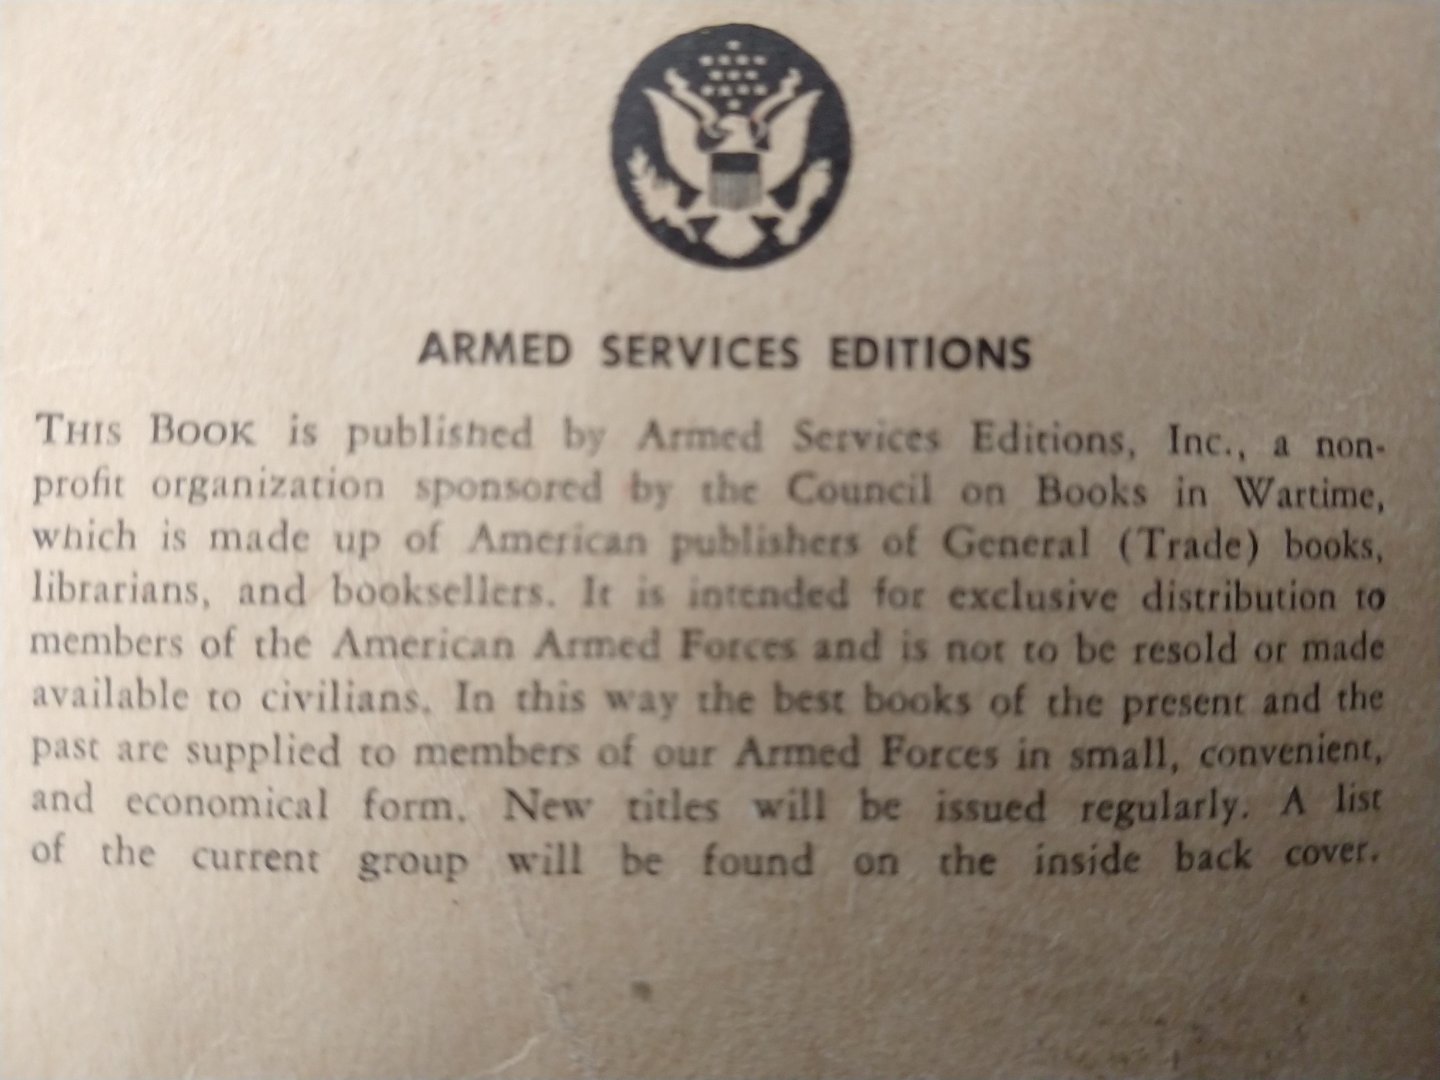 ARMED SERVICES EDITIONS
THIS BOOK is published by Armed Services Editions, Inc., a non-
profit organization sponsored by the Council on Books in Wartime,
which is made up of American publishers of General (Trade) books,
librarians, and booksellers. It is intended for exclusive distribution to
members of the American Armed Forces and is not to be resold or made
available to civilians. In this way the best books of the present and the
past are supplied to members of our Armed Forces in small, convenient,
and economical form. New titles will be issued regularly. A list
of the current group will be found on the inside back cover.